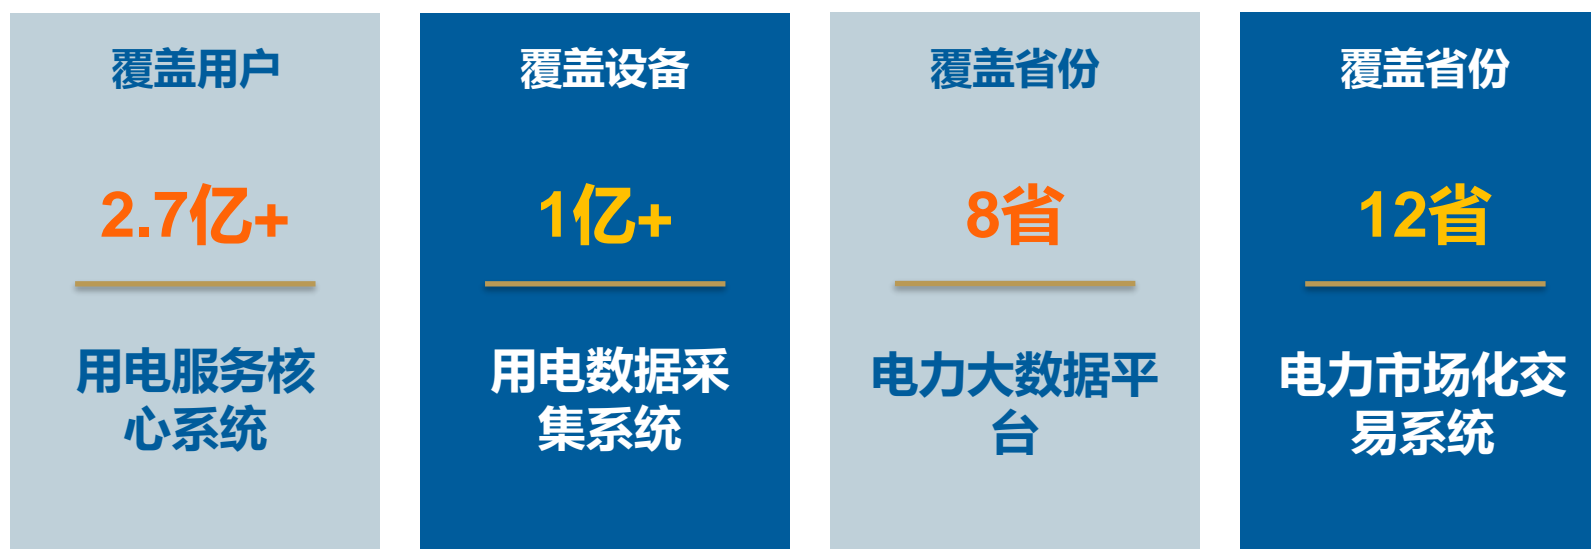 覆盖用户
2.7亿+
用电服务核
心系统
覆盖设备
1亿+
用电数据采
集系统
覆盖省份
8省
电力大数据平
台
覆盖省份
12省
电力市场化交
易系统